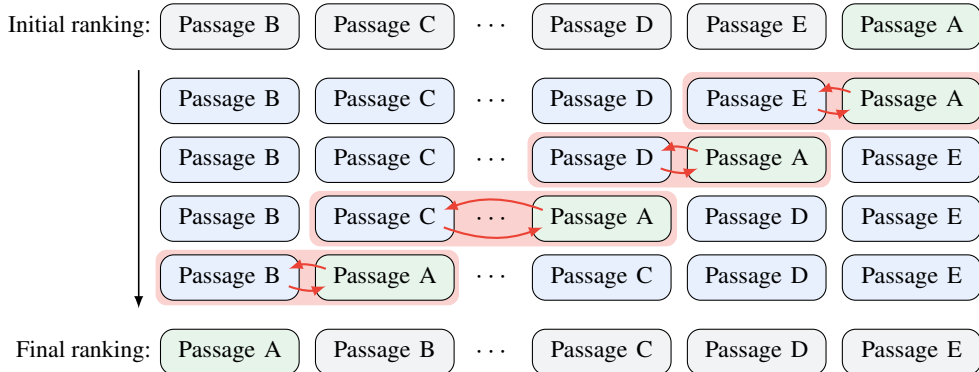 Initial ranking: Passage B Passage C ··· Passage D Passage E Passage A
Passage B Passage C ··· Passage D Passage E Passage A
Passage B Passage C ··· Passage D Passage A Passage E
Passage B Passage C ··· Passage A Passage D Passage E
Passage B Passage A ··· Passage C Passage D Passage E
Final ranking: Passage A Passage B ··· Passage C Passage D Passage E